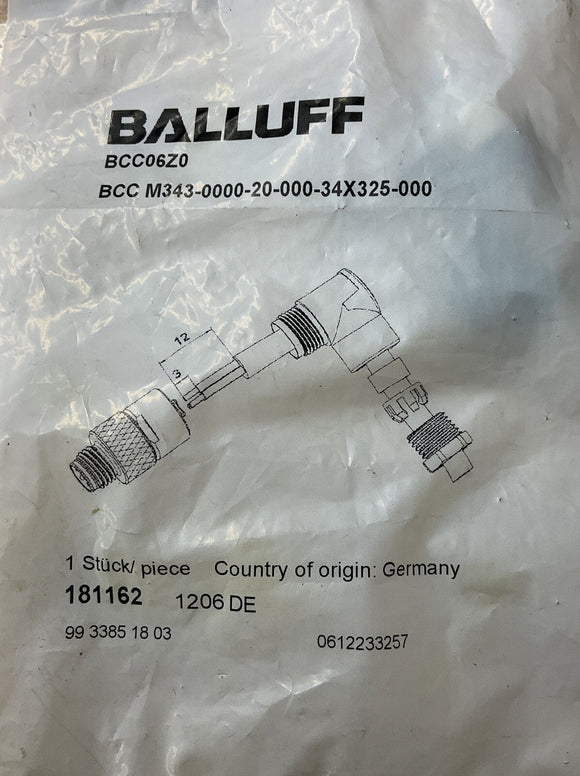 BALLUFF
BCC06Z0
BCC M343-0000-20-000-34X325-000
12
3
1 Stück/ piece Country of origin: Germany
181162 1206 DE
99 3385 18 03 0612233257